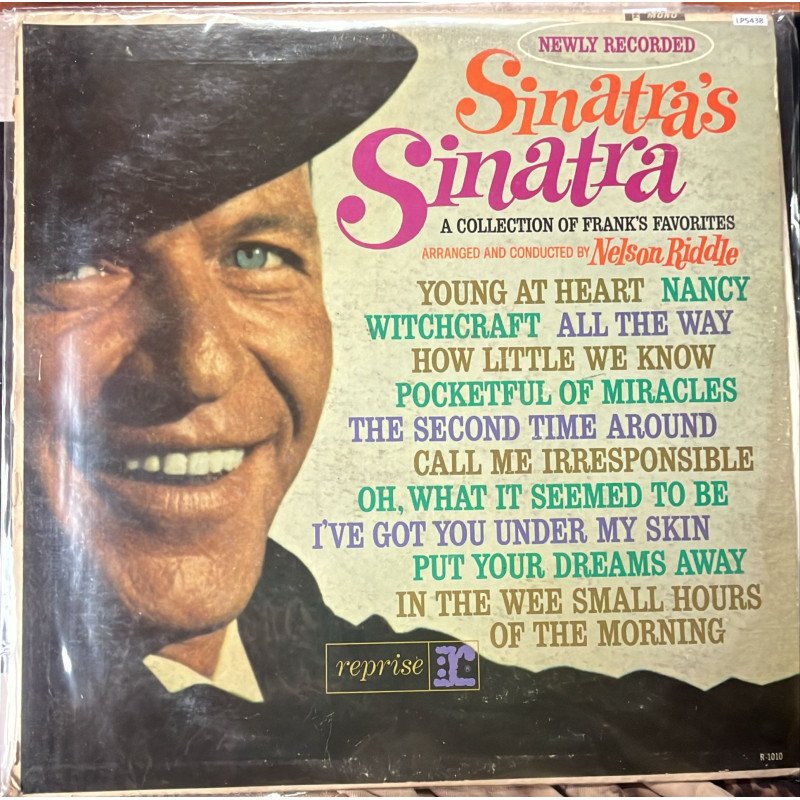 MONO
LP5438
NEWLY RECORDED
Sinatra's
Sinatra
A COLLECTION OF FRANK'S FAVORITES
ARRANGED AND CONDUCTED BY Nelson Riddle
YOUNG AT HEART NANCY
WITCHCRAFT ALL THE WAY
HOW LITTLE WE KNOW
POCKETFUL OF MIRACLES
THE SECOND TIME AROUND
CALL ME IRRESPONSIBLE
OH, WHAT IT SEEMED TO BE
I'VE GOT YOU UNDER MY SKIN
PUT YOUR DREAMS AWAY
IN THE WEE SMALL HOURS
OF THE MORNING
reprise r
R-1010